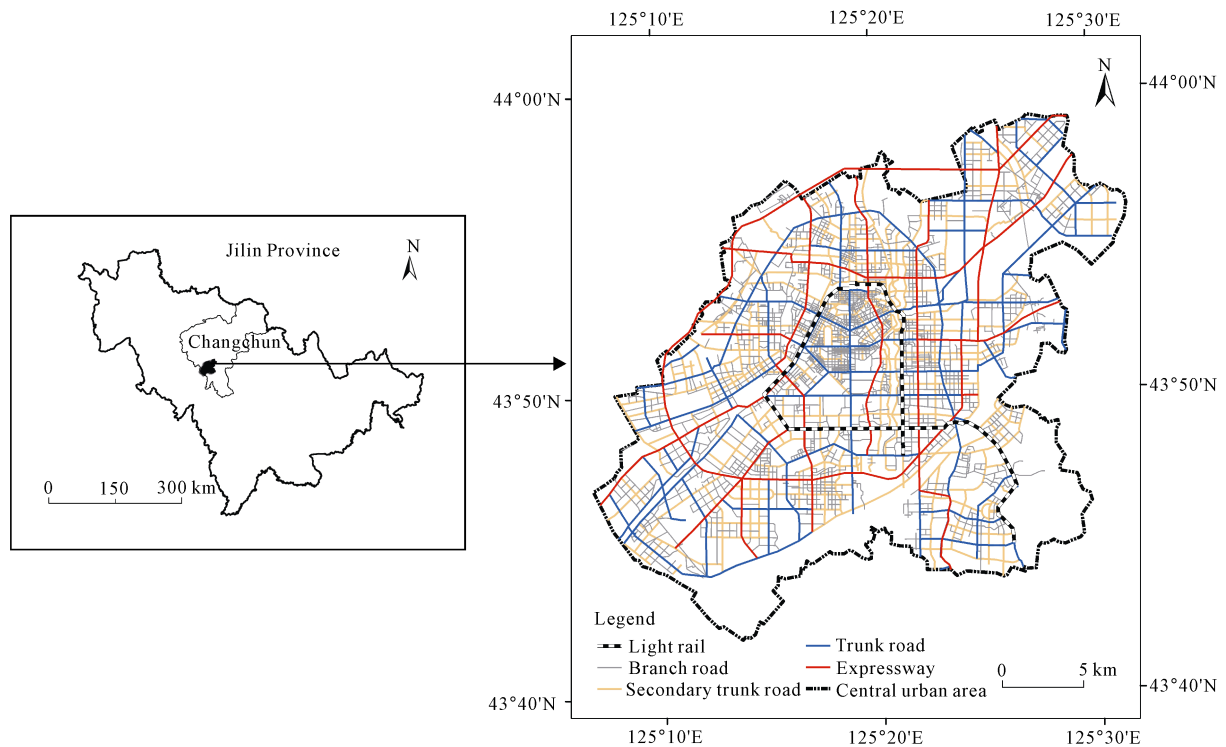 125°10'E 125°20'E 125°30'E
N
44°00'N
44°00'N
Jilin Province
N
Changchun
43°50'N
43°50'N
0 150 300 km
Legend
Light rail
Trunk road
Branch road
Expressway
0 5 km
Secondary trunk road
Central urban area
43°40'N
43°40'N
125°10'E 125°20'E 125°30'E